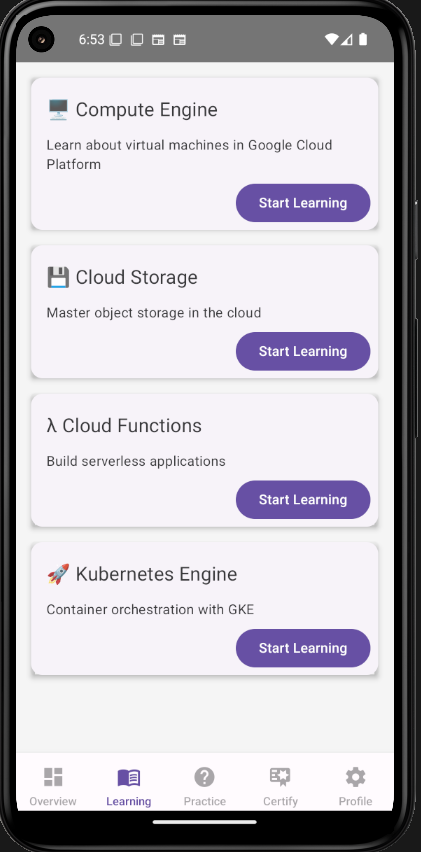 6:53
🖥️ Compute Engine
Learn about virtual machines in Google Cloud
Platform
Start Learning
💾 Cloud Storage
Master object storage in the cloud
Start Learning
λ Cloud Functions
Build serverless applications
Start Learning
🚀 Kubernetes Engine
Container orchestration with GKE
Start Learning
Overview
Learning
Practice
Certify
Profile